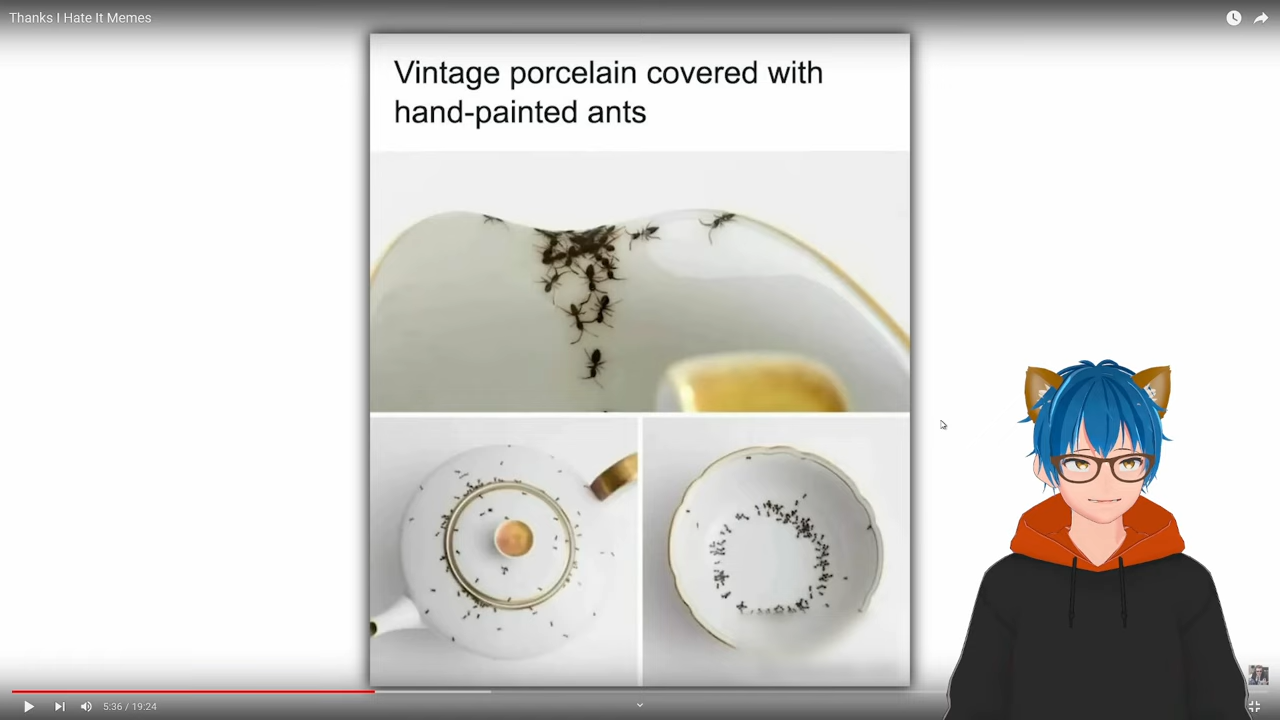 Thanks I Hate It Memes
Vintage porcelain covered with
hand-painted ants
5:36 / 19:24